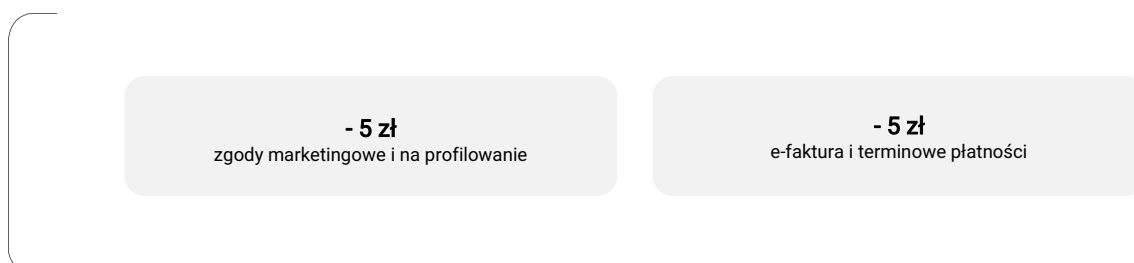 - 5 zł
zgody marketingowe i na profilowanie
- 5 zł
e-faktura i terminowe płatności